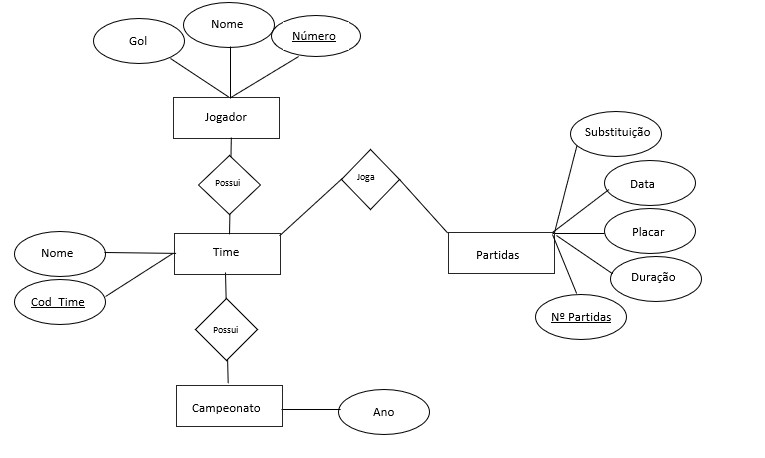 Nome
Gol
Número
Jogador
Substituição
Possui
Joga
Data
Placar
Nome
Time
Partidas
Duração
Cod_Time
Nº Partidas
Possui
Campeonato
Ano